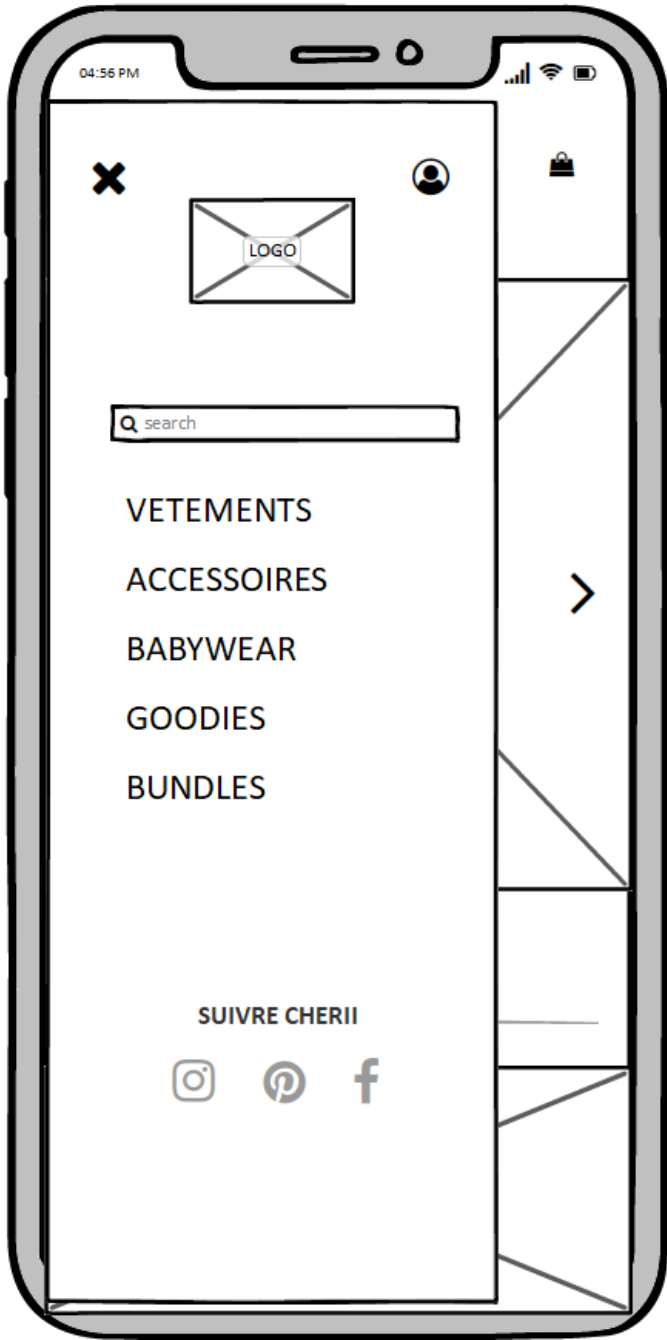 04:56 PM
LOGO
search
VETEMENTS
ACCESSOIRES
BABYWEAR
GOODIES
BUNDLES
SUIVRE CHERII